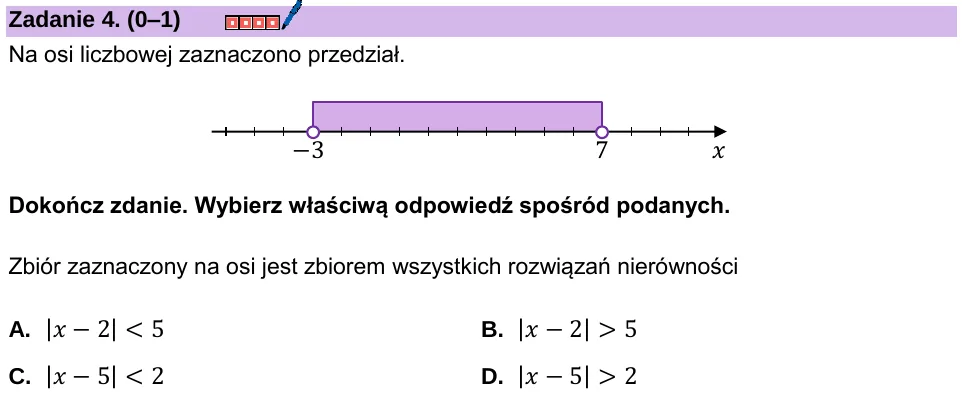 Zadanie 4. (0–1)
Na osi liczbowej zaznaczono przedział.
−3 7 x
Dokończ zdanie. Wybierz właściwą odpowiedź spośród podanych.
Zbiór zaznaczony na osi jest zbiorem wszystkich rozwiązań nierówności
A. |x − 2| < 5 B. |x − 2| > 5
C. |x − 5| < 2 D. |x − 5| > 2